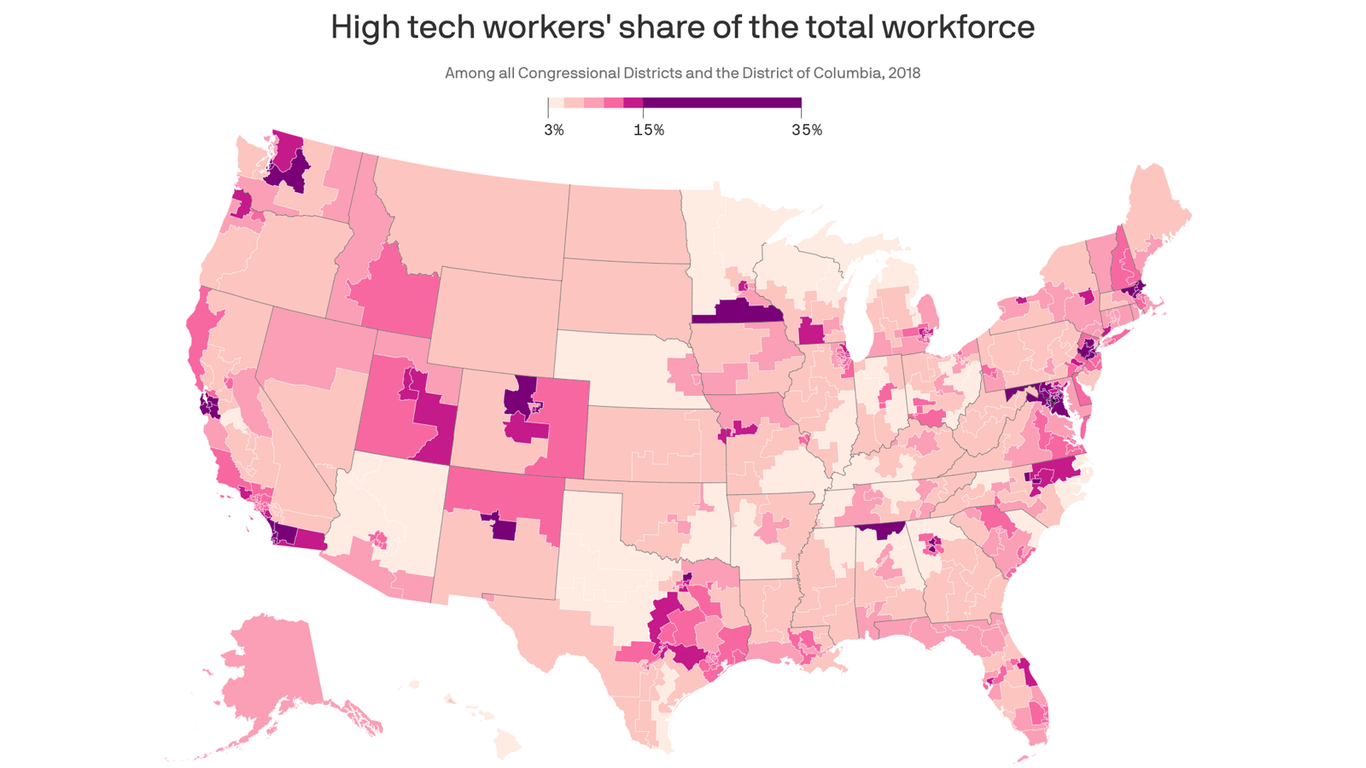 High tech workers' share of the total workforce
Among all Congressional Districts and the District of Columbia, 2018
3% 15% 35%